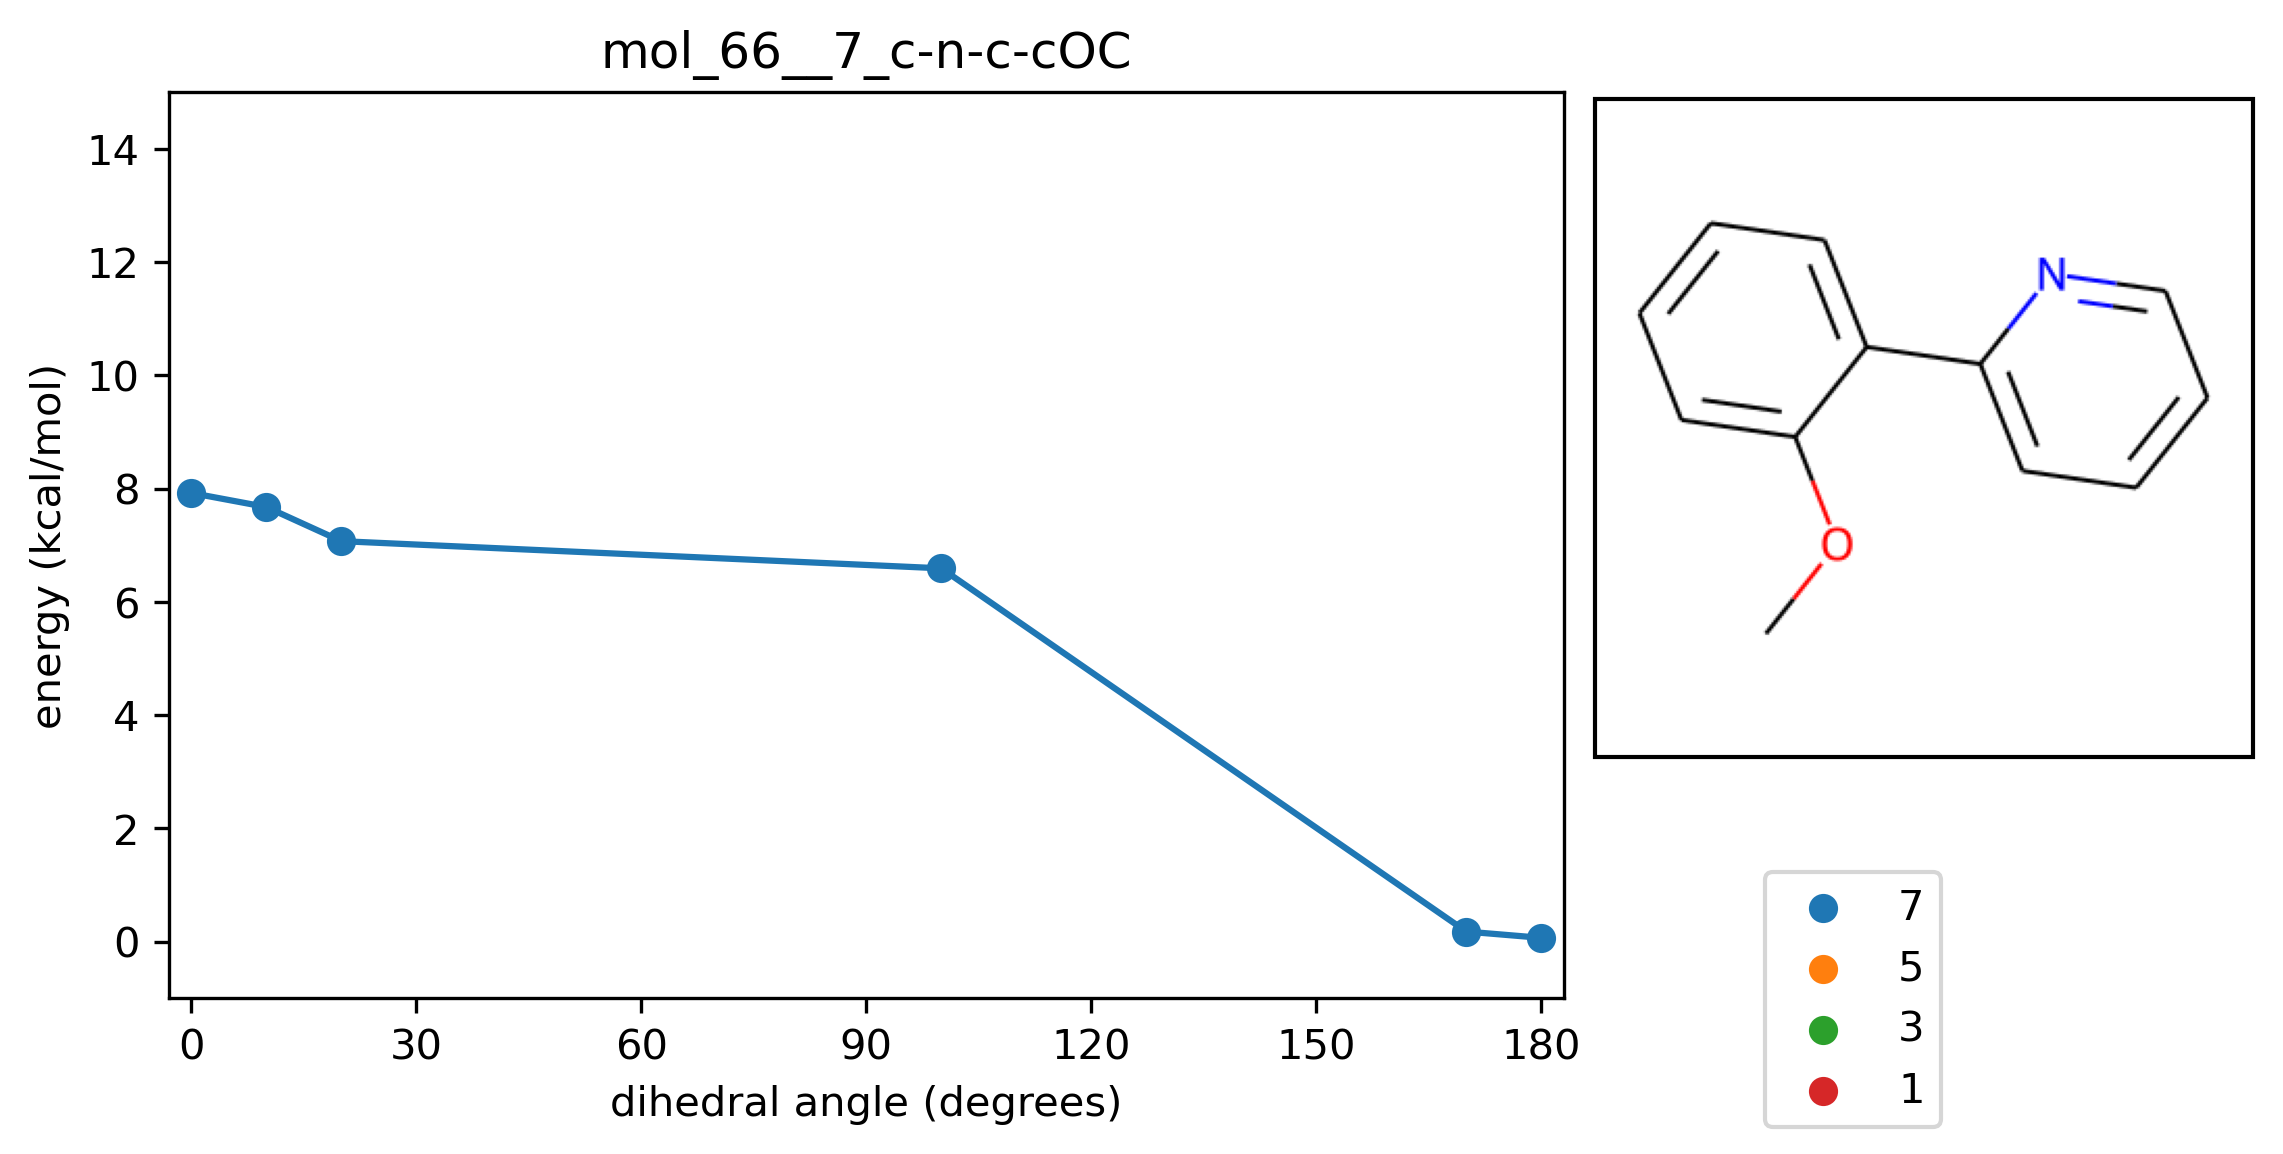 mol_66__7_c-n-c-cOC
14
12
10
8
6
4
2
0
energy (kcal/mol)
0 30 60 90 120 150 180
dihedral angle (degrees)
N
O
7
5
3
1